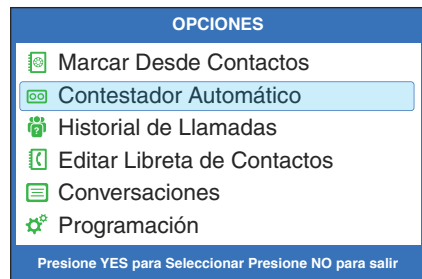 OPCIONES
Marcar Desde Contactos
Contestador Automático
Historial de Llamadas
Editar Libreta de Contactos
Conversaciones
Programación
Presione YES para Seleccionar Presione NO para salir